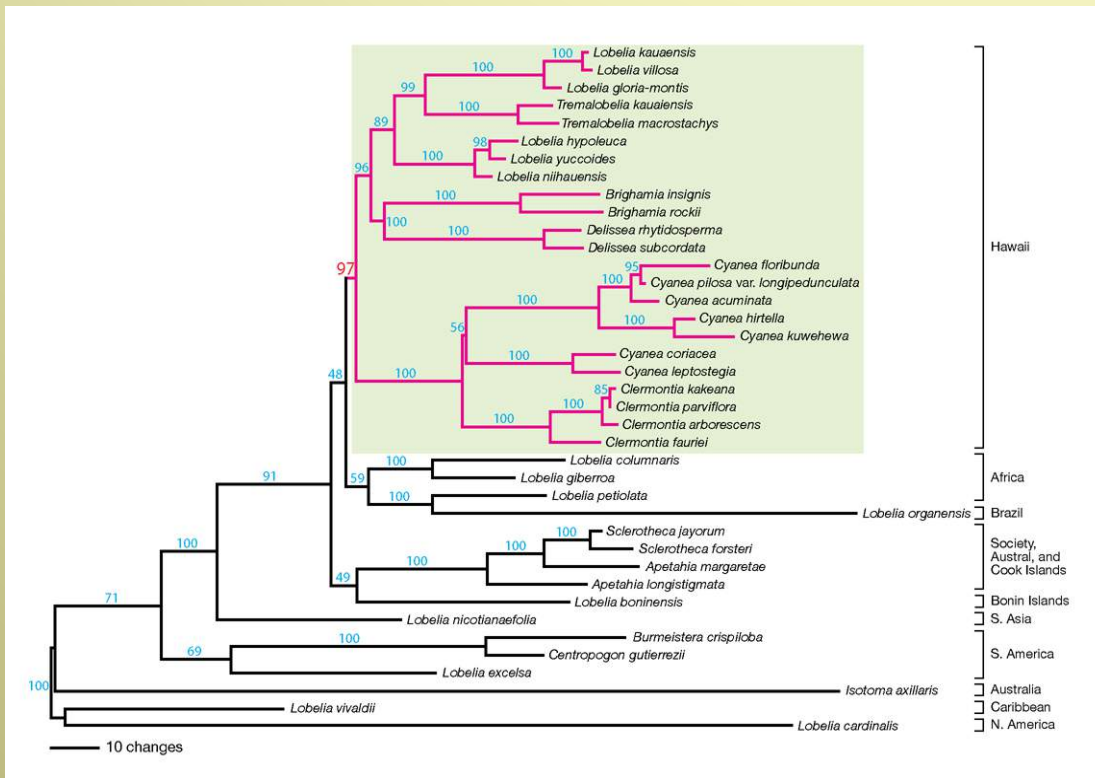 100 Lobelia kauaensis
100 Lobelia villosa
99 Lobelia gloria-montis
Tremalobelia kauaiensis
100 Tremalobelia macrostachys
89
98 Lobelia hypoleuca
100 Lobelia yuccoides
96 Lobelia niihauensis
100 Brighamia insignis
Brighamia rockii
100 100 Delissea rhytidosperma
Delissea subcordata
Hawaii
97 95 Cyanea floribunda
100 Cyanea pilosa var. longipedunculata
100 Cyanea acuminata
56 100 Cyanea hirtella
Cyanea kuwehewa
100 Cyanea coriacea
48 100 Cyanea leptostegia
85 Clermontia kakeana
100 Clermontia parviflora
100 Clermontia arborescens
Clermontia fauriei
100 Lobelia columnaris
91 59 Lobelia giberroa
Africa
100 Lobelia petiolata
Lobelia organensis Brazil
100 Sclerotheca jayorum
100 100 Sclerotheca forsteri
Society,
Austral, and
Cook Islands
100 Apetahia margaretae
49 Apetahia longistigmata
Lobelia boninensis Bonin Islands
71 Lobelia nicotianaefolia S. Asia
100 Burmeistera crispiloba
69 Centropogon gutierrezii S. America
Lobelia excelsa
100 Isotoma axillaris Australia
Lobelia vivaldii Caribbean
Lobelia cardinalis N. America
10 changes